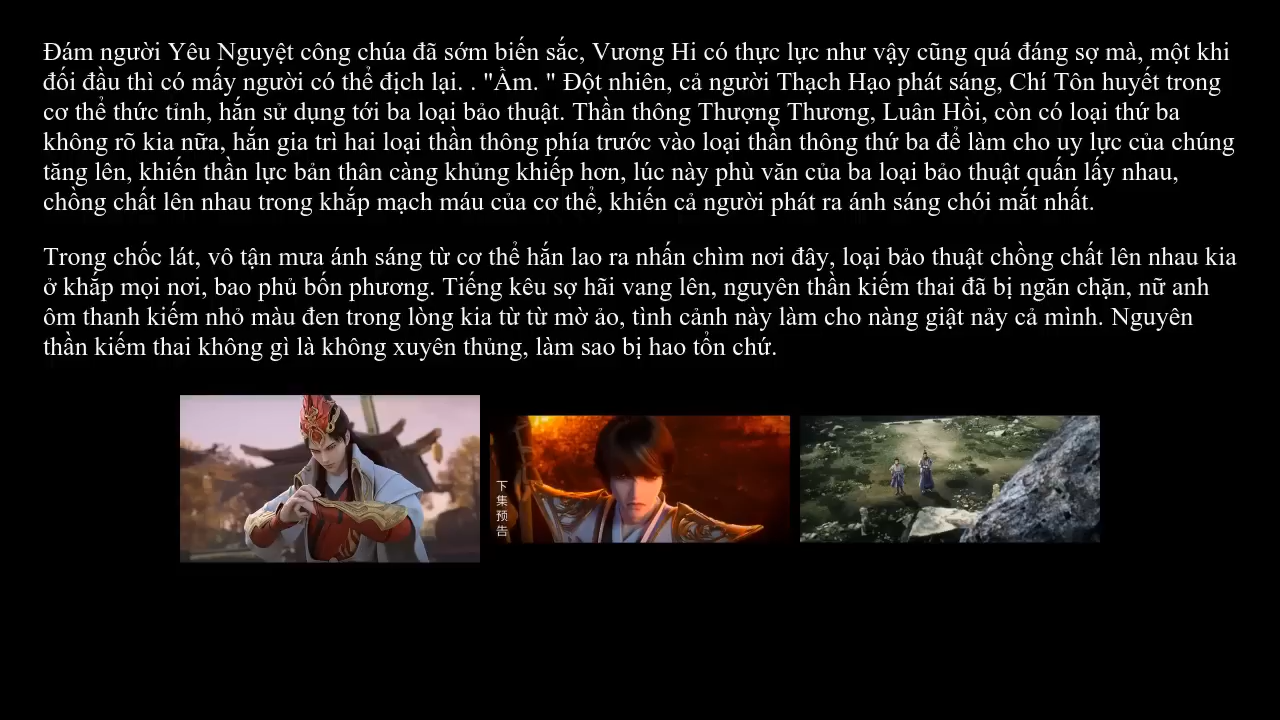 Đám người Yêu Nguyệt công chúa đã sớm biến sắc, Vương Hi có thực lực như vậy cũng quá đáng sợ mà, một khi
đối đầu thì có mấy người có thể địch lại. . "Ầm. " Đột nhiên, cả người Thạch Hạo phát sáng, Chí Tôn huyết trong
cơ thể thức tỉnh, hắn sử dụng tới ba loại bảo thuật. Thần thông Thượng Thương, Luân Hồi, còn có loại thứ ba
không rõ kia nữa, hắn gia trì hai loại thần thông phía trước vào loại thần thông thứ ba để làm cho uy lực của chúng
tăng lên, khiến thần lực bản thân càng khủng khiếp hơn, lúc này phù văn của ba loại bảo thuật quấn lấy nhau,
chồng chất lên nhau trong khắp mạch máu của cơ thể, khiến cả người phát ra ánh sáng chói mắt nhất.
Trong chốc lát, vô tận mưa ánh sáng từ cơ thể hắn lao ra nhấn chìm nơi đây, loại bảo thuật chồng chất lên nhau kia
ở khắp mọi nơi, bao phủ bốn phương. Tiếng kêu sợ hãi vang lên, nguyên thần kiếm thai đã bị ngăn chặn, nữ anh
ôm thanh kiếm nhỏ màu đen trong lòng kia từ từ mờ ảo, tình cảnh này làm cho nàng giật nảy cả mình. Nguyên
thần kiếm thai không gì là không xuyên thủng, làm sao bị hao tổn chứ.
下集预告